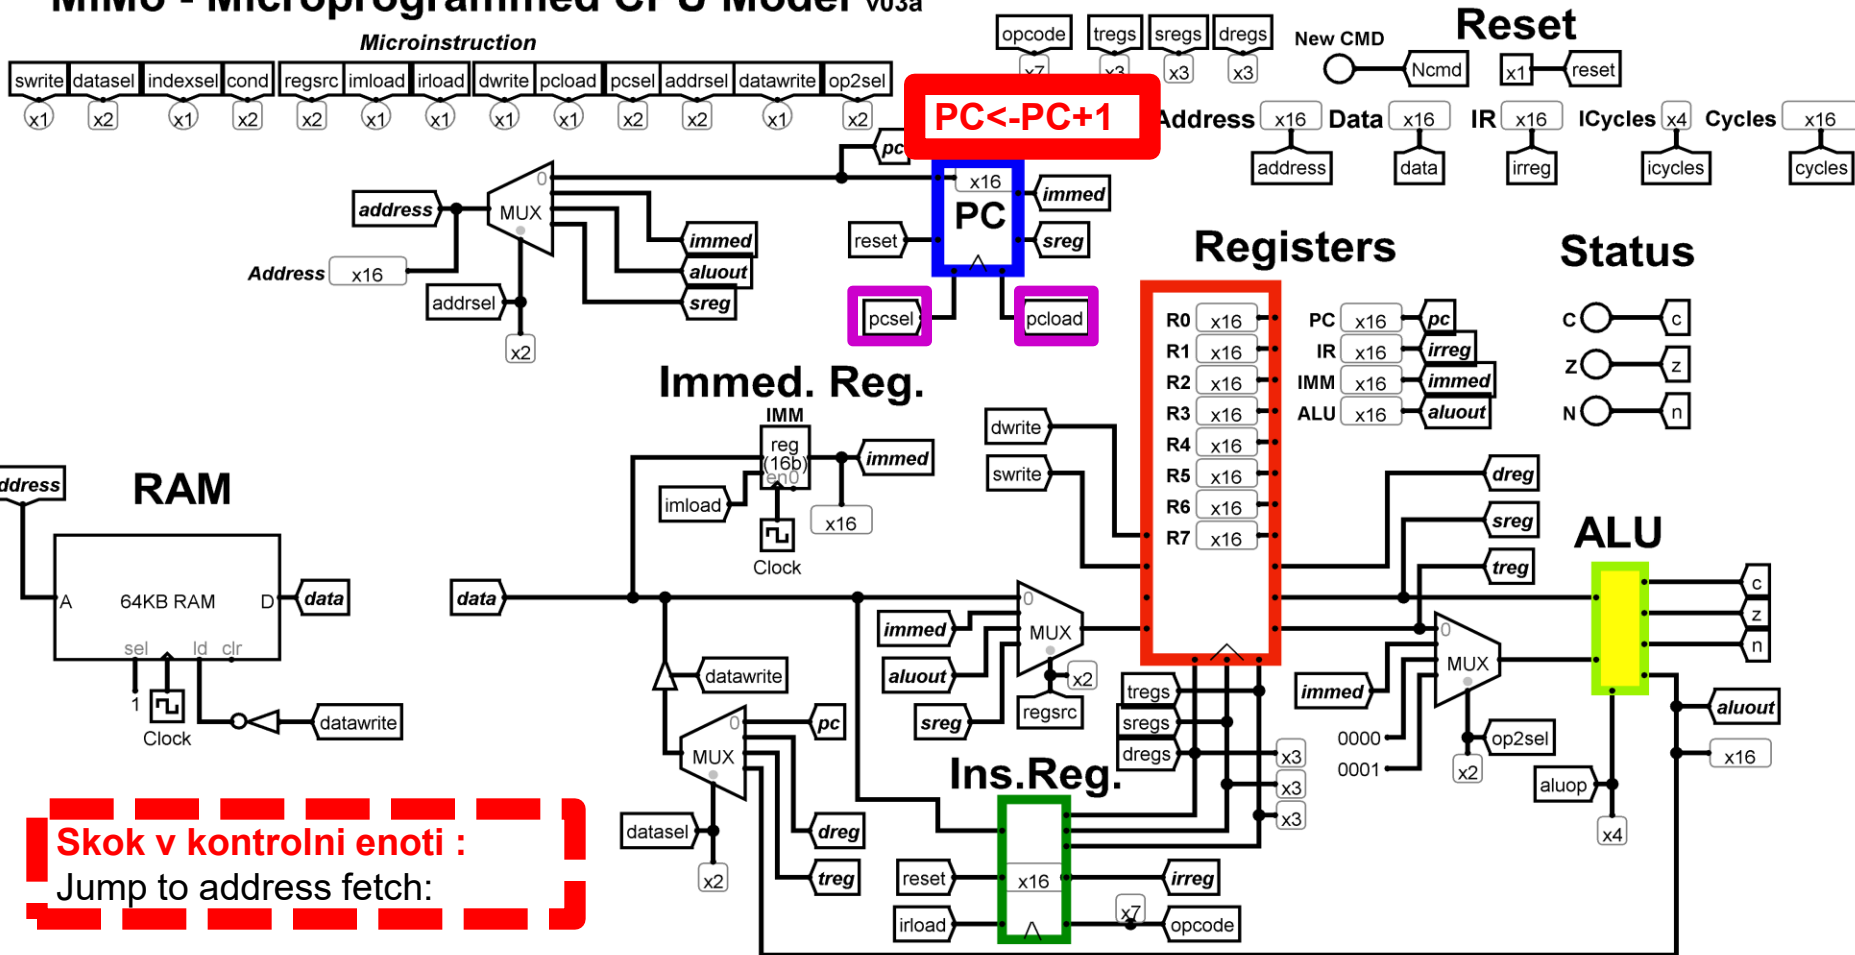 MiMo - Microprogrammed CPU Model v03a
Microinstruction
swrite datasel indexsel cond regsrc imload irload dwrite pcload pcsel addrsel datawrite op2sel
x1 x2 x1 x2 x2 x1 x1 x1 x1 x2 x2 x1 x2
opcode tregs sregs dregs
x7 x3 x3 x3
Reset
New CMD
Ncmd
x1 reset
PC<-PC+1
Address x16 Data x16 IR x16 ICycles x4 Cycles x16
address data irreg icycles cycles
pc
0
MUX
address
immed
aluout
sreg
Address x16
addrsel
x2
x16
PC
immed
reset
sreg
pcsel
pcload
Registers
R0 x16
R1 x16
R2 x16
R3 x16
R4 x16
R5 x16
R6 x16
R7 x16
PC x16 pc
IR x16 irreg
IMM x16 immed
ALU x16 aluout
Status
C c
Z z
N n
Immed. Reg.
IMM
reg
(16b)
en0
immed
imload
x16
Clock
dwrite
swrite
dreg
sreg
treg
RAM
ddress
A 64KB RAM D
data
sel ld clr
1
Clock
datawrite
data
0
MUX
immed
aluout
sreg
x2
regsrc
datawrite
0
MUX
pc
dreg
treg
datasel
x2
tregs
sregs
dregs
x3
x3
x3
ALU
c
z
n
0
MUX
immed
0000
0001
op2sel
x2
aluop
x4
aluout
x16
Ins.Reg.
reset
x16
irreg
irload
x7
opcode
Skok v kontrolni enoti :
Jump to address fetch: